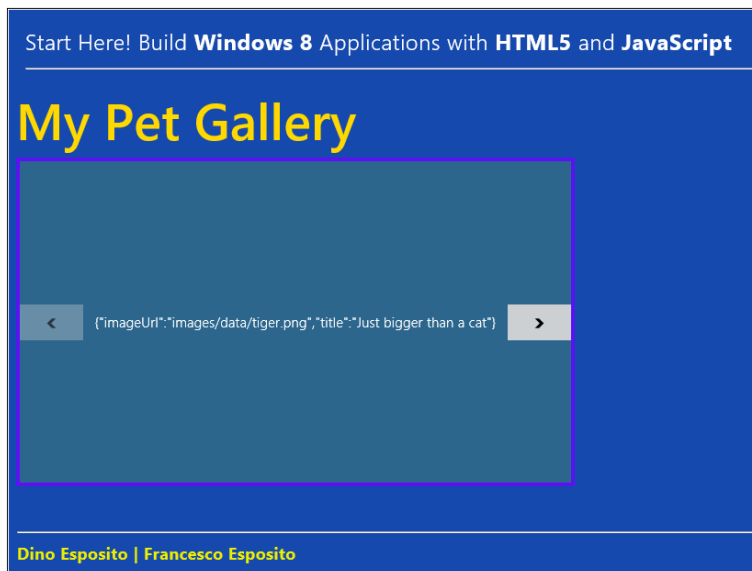 Start Here! Build Windows 8 Applications with HTML5 and JavaScript
My Pet Gallery
{"imageUrl":"images/data/tiger.png","title":"Just bigger than a cat"}
Dino Esposito | Francesco Esposito